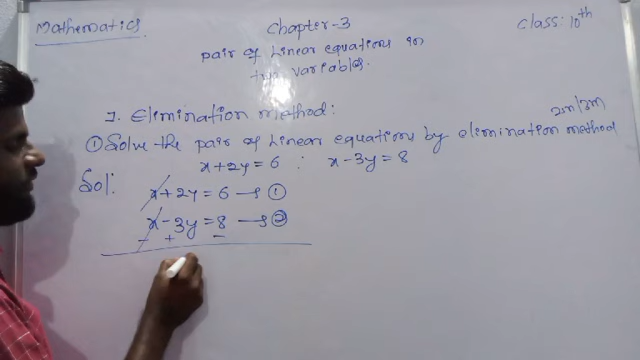 Mathematics
Chapter-3
Class: 10th
pair of Linear equations in
two variables.
I. Elimination method:
2m/3m
① Solve the pair of Linear equations by elimination method
x+2y=6 : x-3y=8
Sol:
x+2y=6 → ①
x-3y=8 → ②
- + -